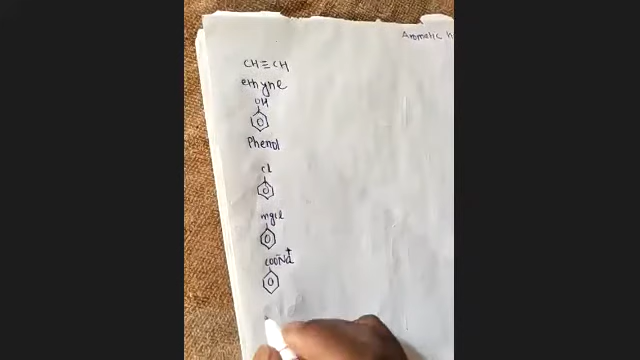 Aromatic h
CH≡CH
ethyne
OH
Phenol
Cl
mgcl
COONa+